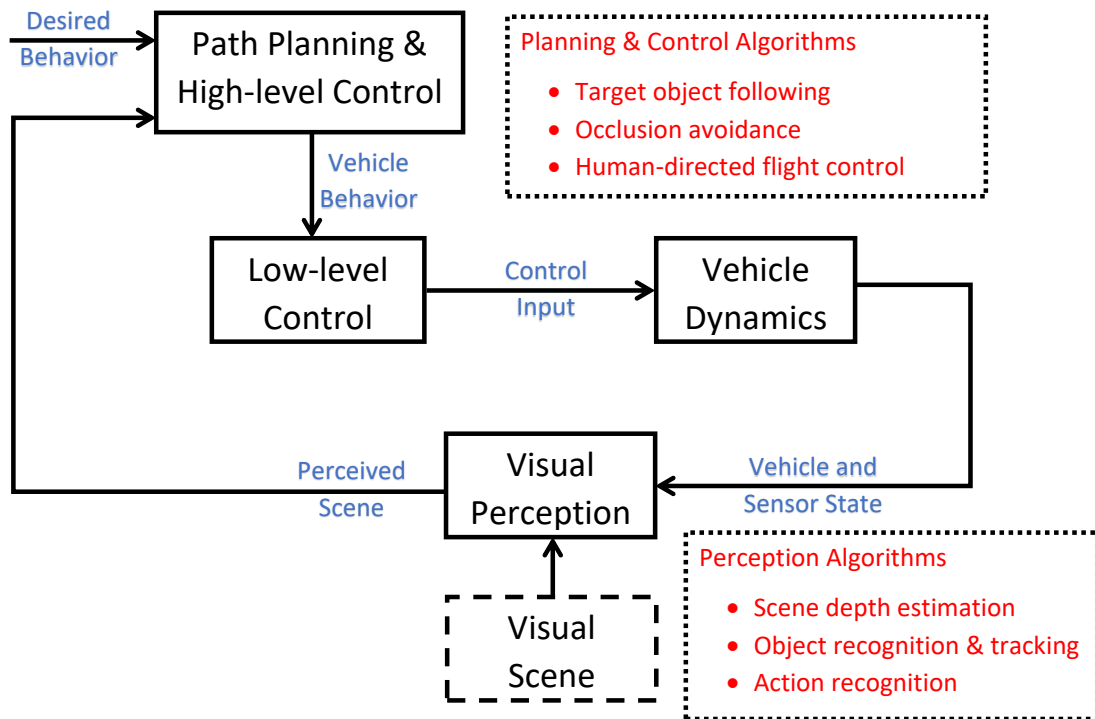 Desired
Behavior
Path Planning &
High-level Control
Planning & Control Algorithms
• Target object following
• Occlusion avoidance
• Human-directed flight control
Vehicle
Behavior
Low-level
Control
Control
Input
Vehicle
Dynamics
Perceived
Scene
Visual
Perception
Vehicle and
Sensor State
Visual
Scene
Perception Algorithms
• Scene depth estimation
• Object recognition & tracking
• Action recognition